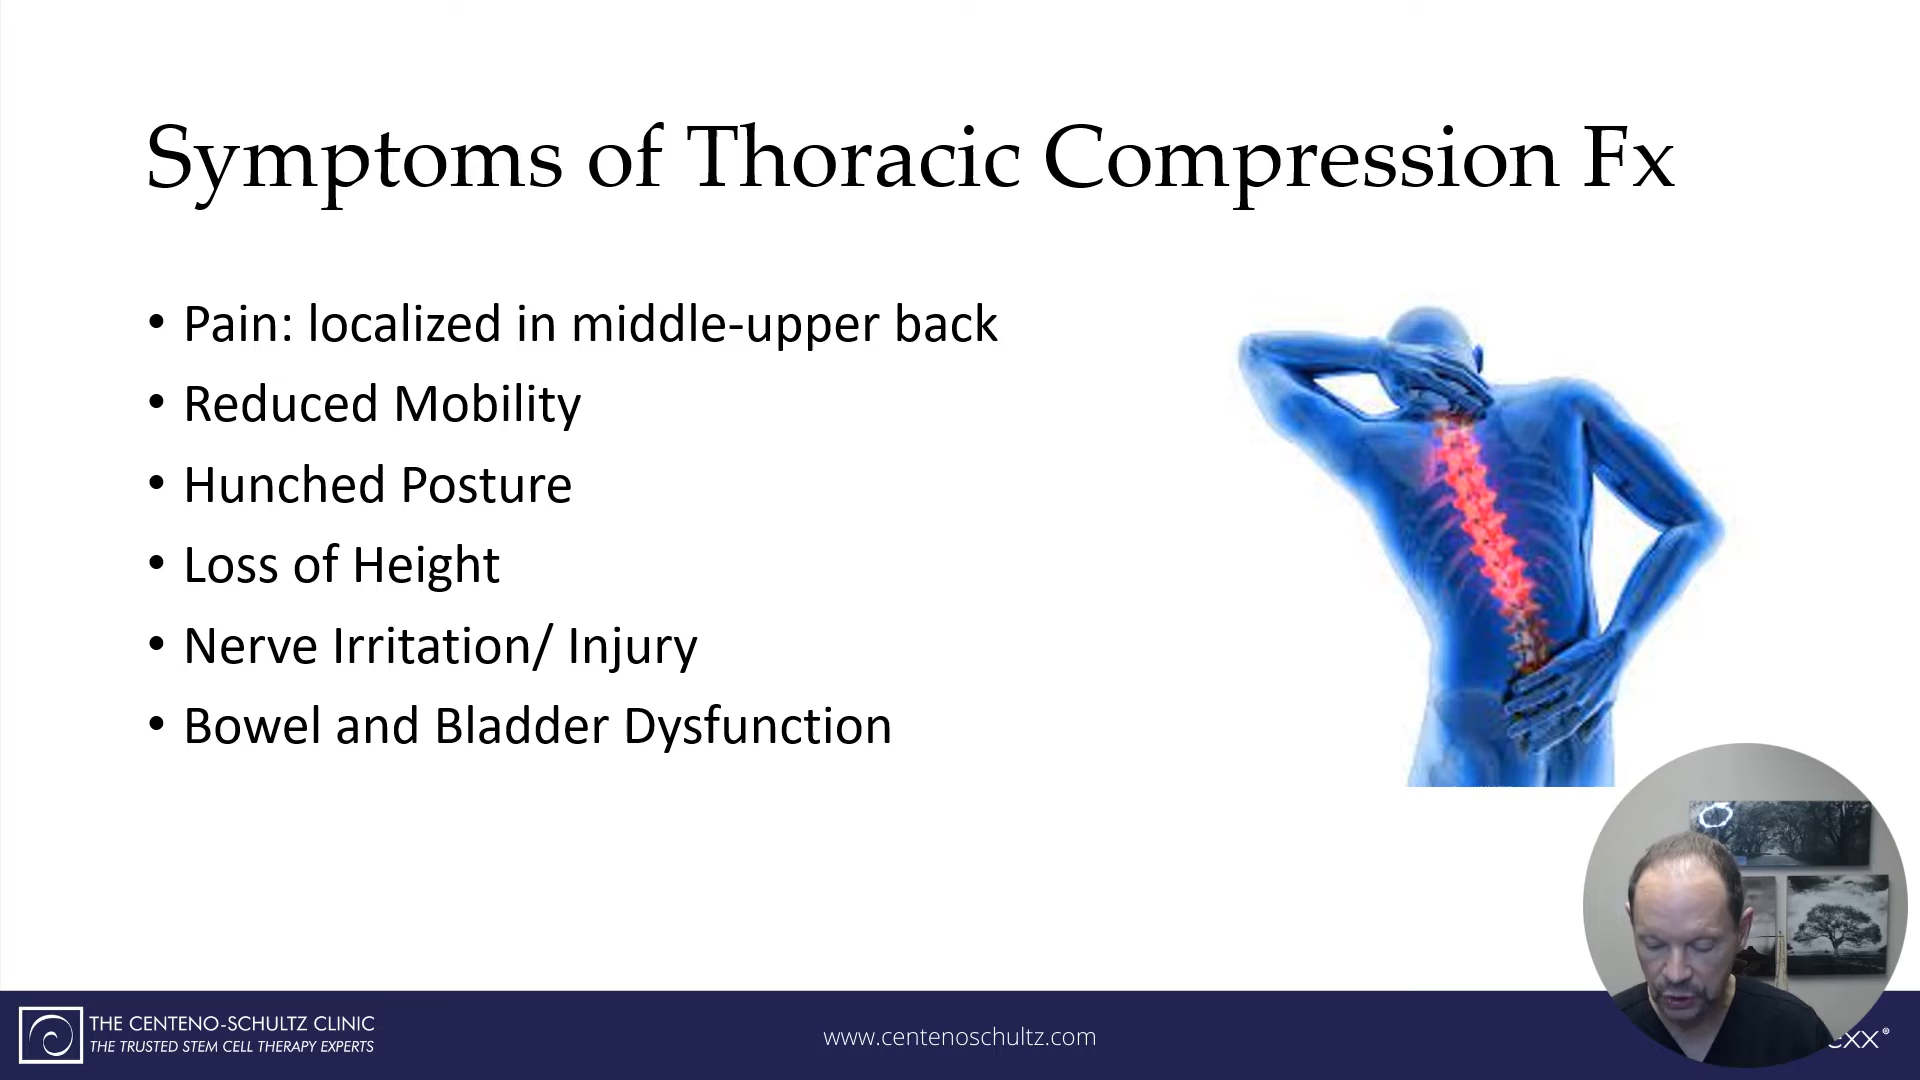 Symptoms of Thoracic Compression Fx
• Pain: localized in middle-upper back
• Reduced Mobility
• Hunched Posture
• Loss of Height
• Nerve Irritation/ Injury
• Bowel and Bladder Dysfunction
THE CENTENO-SCHULTZ CLINIC
THE TRUSTED STEM CELL THERAPY EXPERTS
www.centenoschultz.com